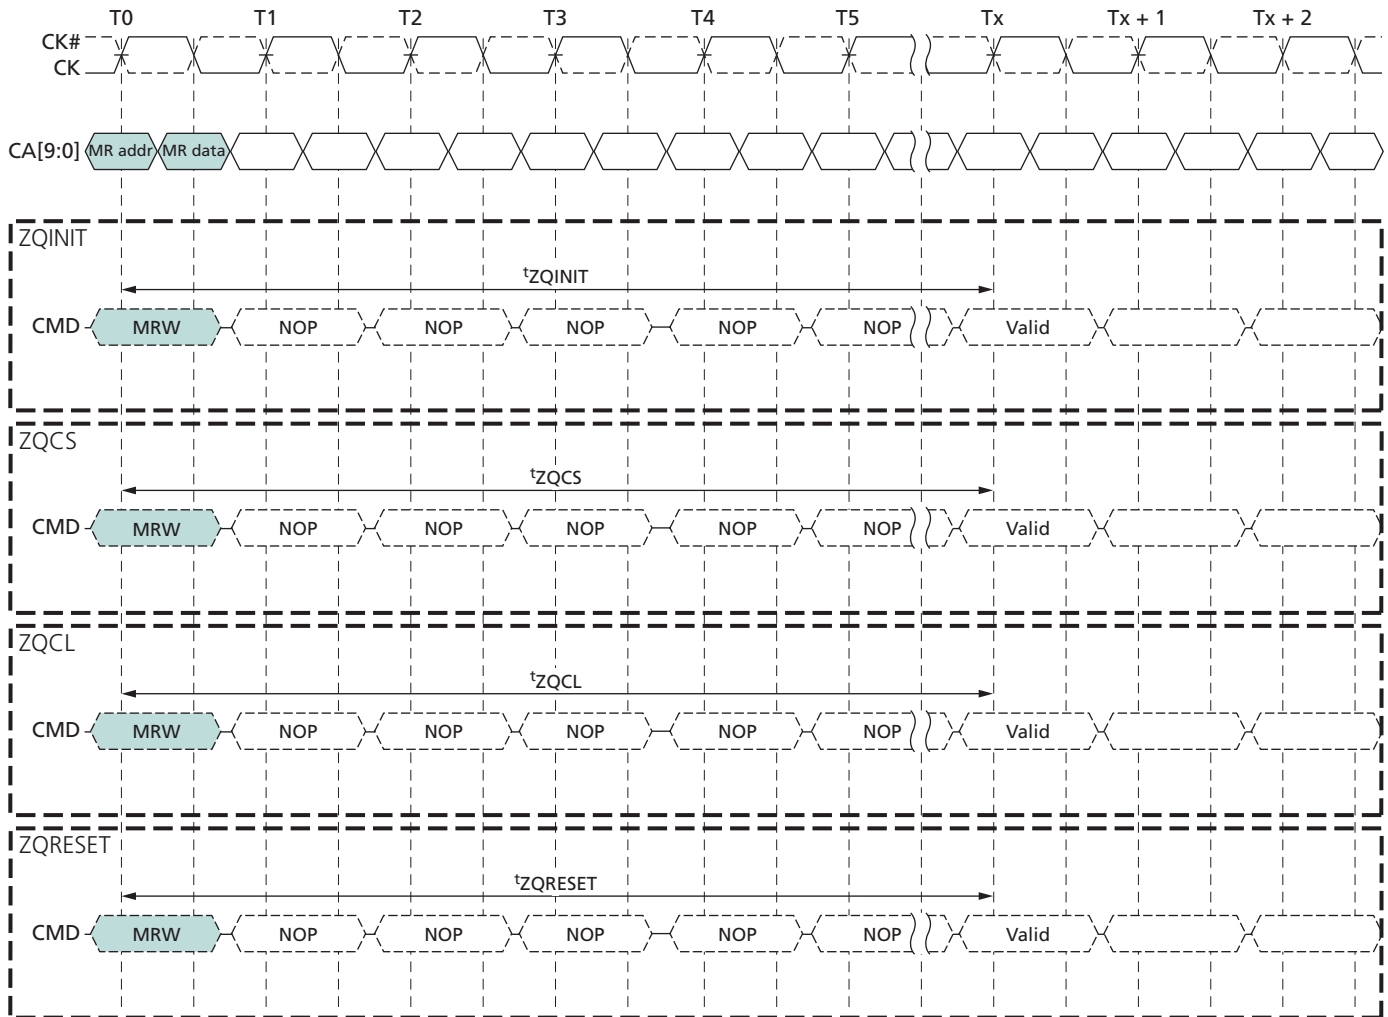 T0 T1 T2 T3 T4 T5 Tx Tx + 1 Tx + 2
CK#
CK
CA[9:0] MR addr MR data
ZQINIT
tZQINIT
CMD MRW NOP NOP NOP NOP NOP Valid
ZQCS
tZQCS
CMD MRW NOP NOP NOP NOP NOP Valid
ZQCL
tZQCL
CMD MRW NOP NOP NOP NOP NOP Valid
ZQRESET
tZQRESET
CMD MRW NOP NOP NOP NOP NOP Valid